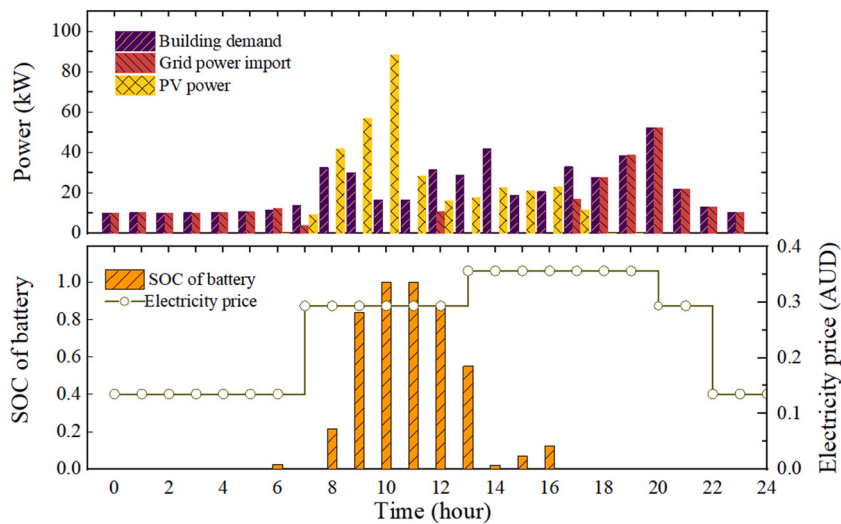 100
80
60
40
20
0
Power (kW)
Building demand
Grid power import
PV power
1.0
0.8
0.6
0.4
0.2
0.0
SOC of battery
SOC of battery
Electricity price
0.4
0.3
0.2
0.1
0.0
Electricity price (AUD)
0 2 4 6 8 10 12 14 16 18 20 22 24
Time (hour)